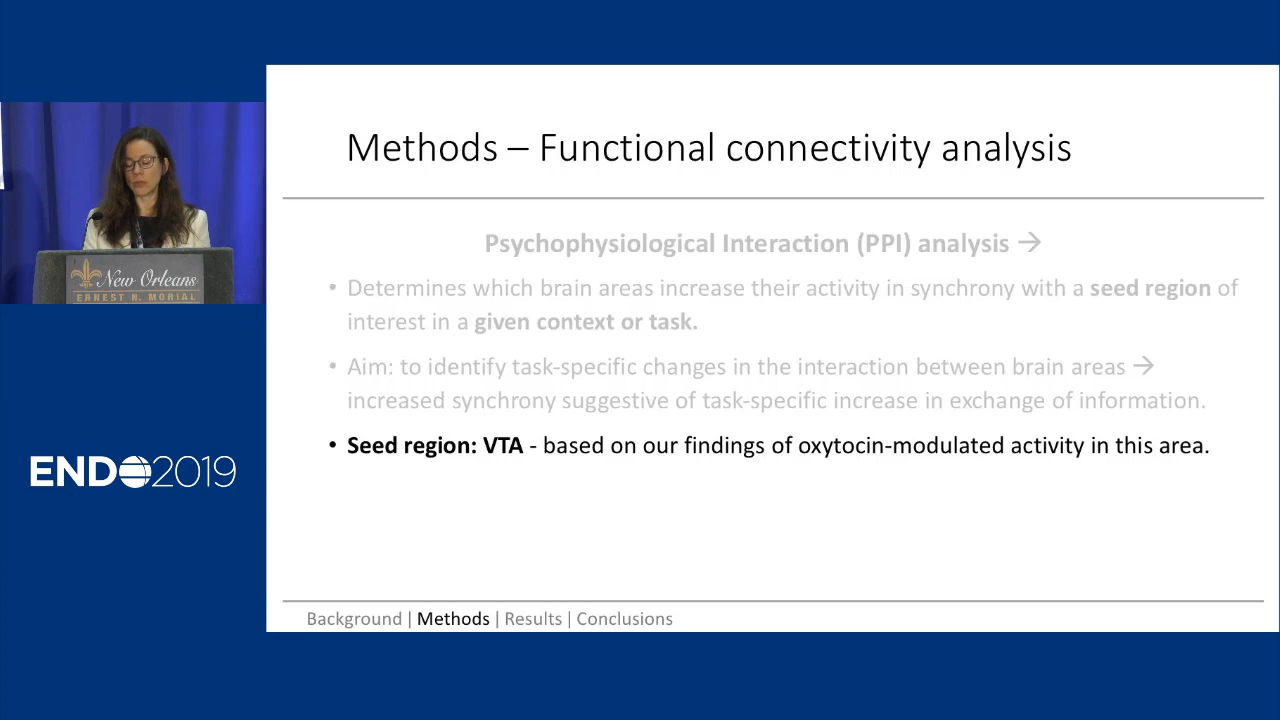 Methods – Functional connectivity analysis
Psychophysiological Interaction (PPI) analysis →
• Determines which brain areas increase their activity in synchrony with a seed region of
interest in a given context or task.
• Aim: to identify task-specific changes in the interaction between brain areas →
increased synchrony suggestive of task-specific increase in exchange of information.
• Seed region: VTA - based on our findings of oxytocin-modulated activity in this area.
Background | Methods | Results | Conclusions
New Orleans
ERNEST N. MORIAL
ENDO2019